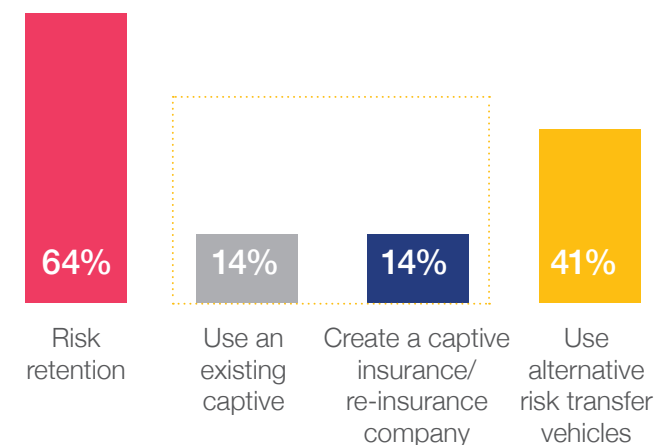 64%
14%
14%
41%
Risk
retention
Use an
existing
captive
Create a captive
insurance/
re-insurance
company
Use
alternative
risk transfer
vehicles